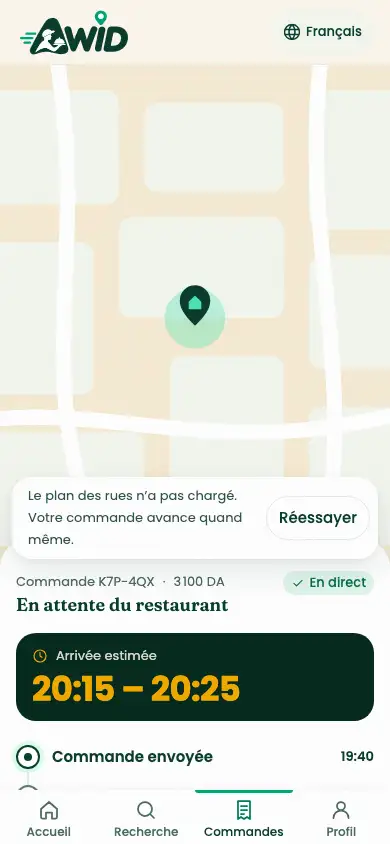 AWID
Français
Le plan des rues n’a pas chargé.
Votre commande avance quand
même.
Réessayer
Commande K7P-4QX · 3 100 DA
En direct
En attente du restaurant
Arrivée estimée
20:15 – 20:25
Commande envoyée
19:40
Accueil
Recherche
Commandes
Profil